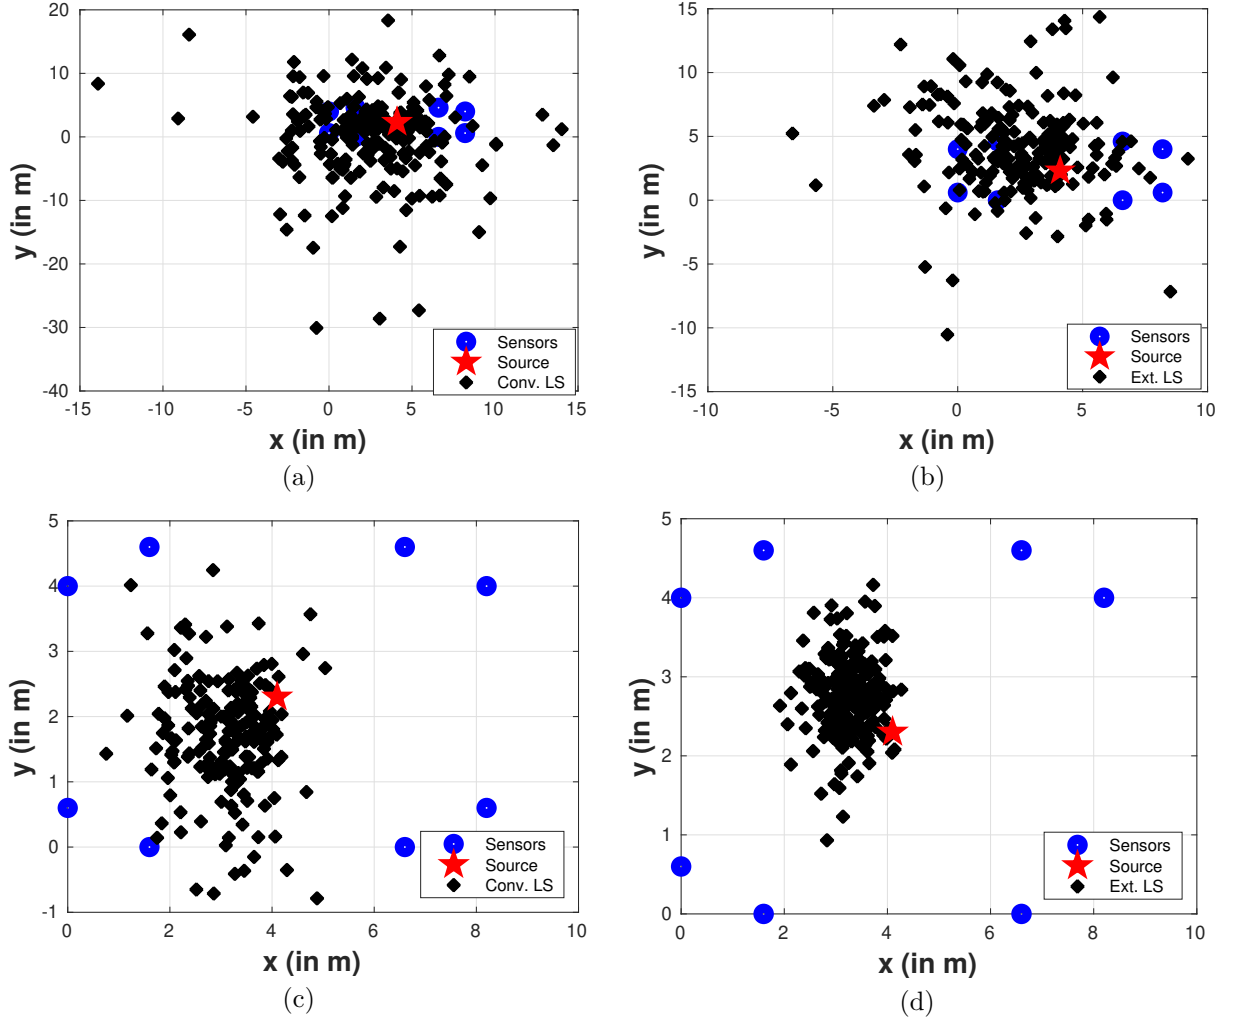 20
10
0
-10
-20
-30
-40
-15
-10
-5
0
5
10
15
y (in m)
x (in m)
Sensors
Source
Conv. LS
(a)
15
10
5
0
-5
-10
-15
-10
-5
0
5
10
y (in m)
x (in m)
Sensors
Source
Ext. LS
(b)
5
4
3
2
1
0
-1
0
2
4
6
8
10
y (in m)
x (in m)
Sensors
Source
Conv. LS
(c)
5
4
3
2
1
0
0
2
4
6
8
10
y (in m)
x (in m)
Sensors
Source
Ext. LS
(d)